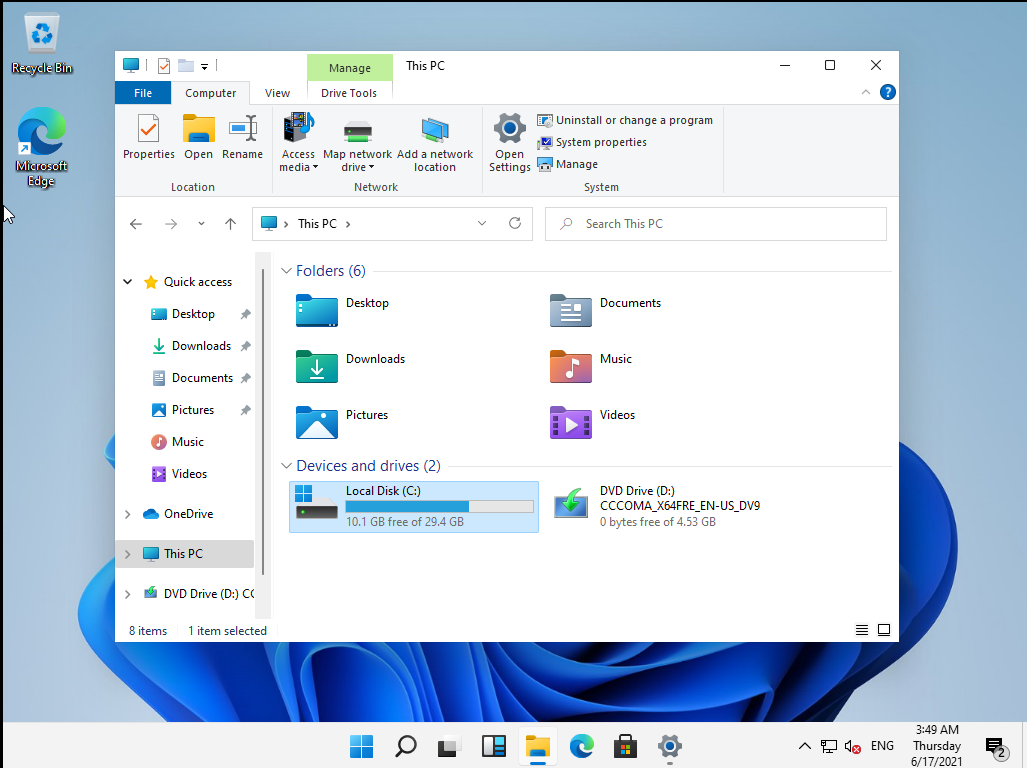 Recycle Bin
Microsoft
Edge
Manage
This PC
File
Computer
View
Drive Tools
Properties
Open
Rename
Access
media
Map network
drive
Add a network
location
Open
Settings
Uninstall or change a program
System properties
Manage
Location
Network
System
This PC
Search This PC
Quick access
Desktop
Downloads
Documents
Pictures
Music
Videos
OneDrive
This PC
DVD Drive (D:) CC
Folders (6)
Desktop
Documents
Downloads
Music
Pictures
Videos
Devices and drives (2)
Local Disk (C:)
10.1 GB free of 29.4 GB
DVD Drive (D:)
CCCOMA_X64FRE_EN-US_DV9
0 bytes free of 4.53 GB
8 items
1 item selected
ENG
3:49 AM
Thursday
6/17/2021
2